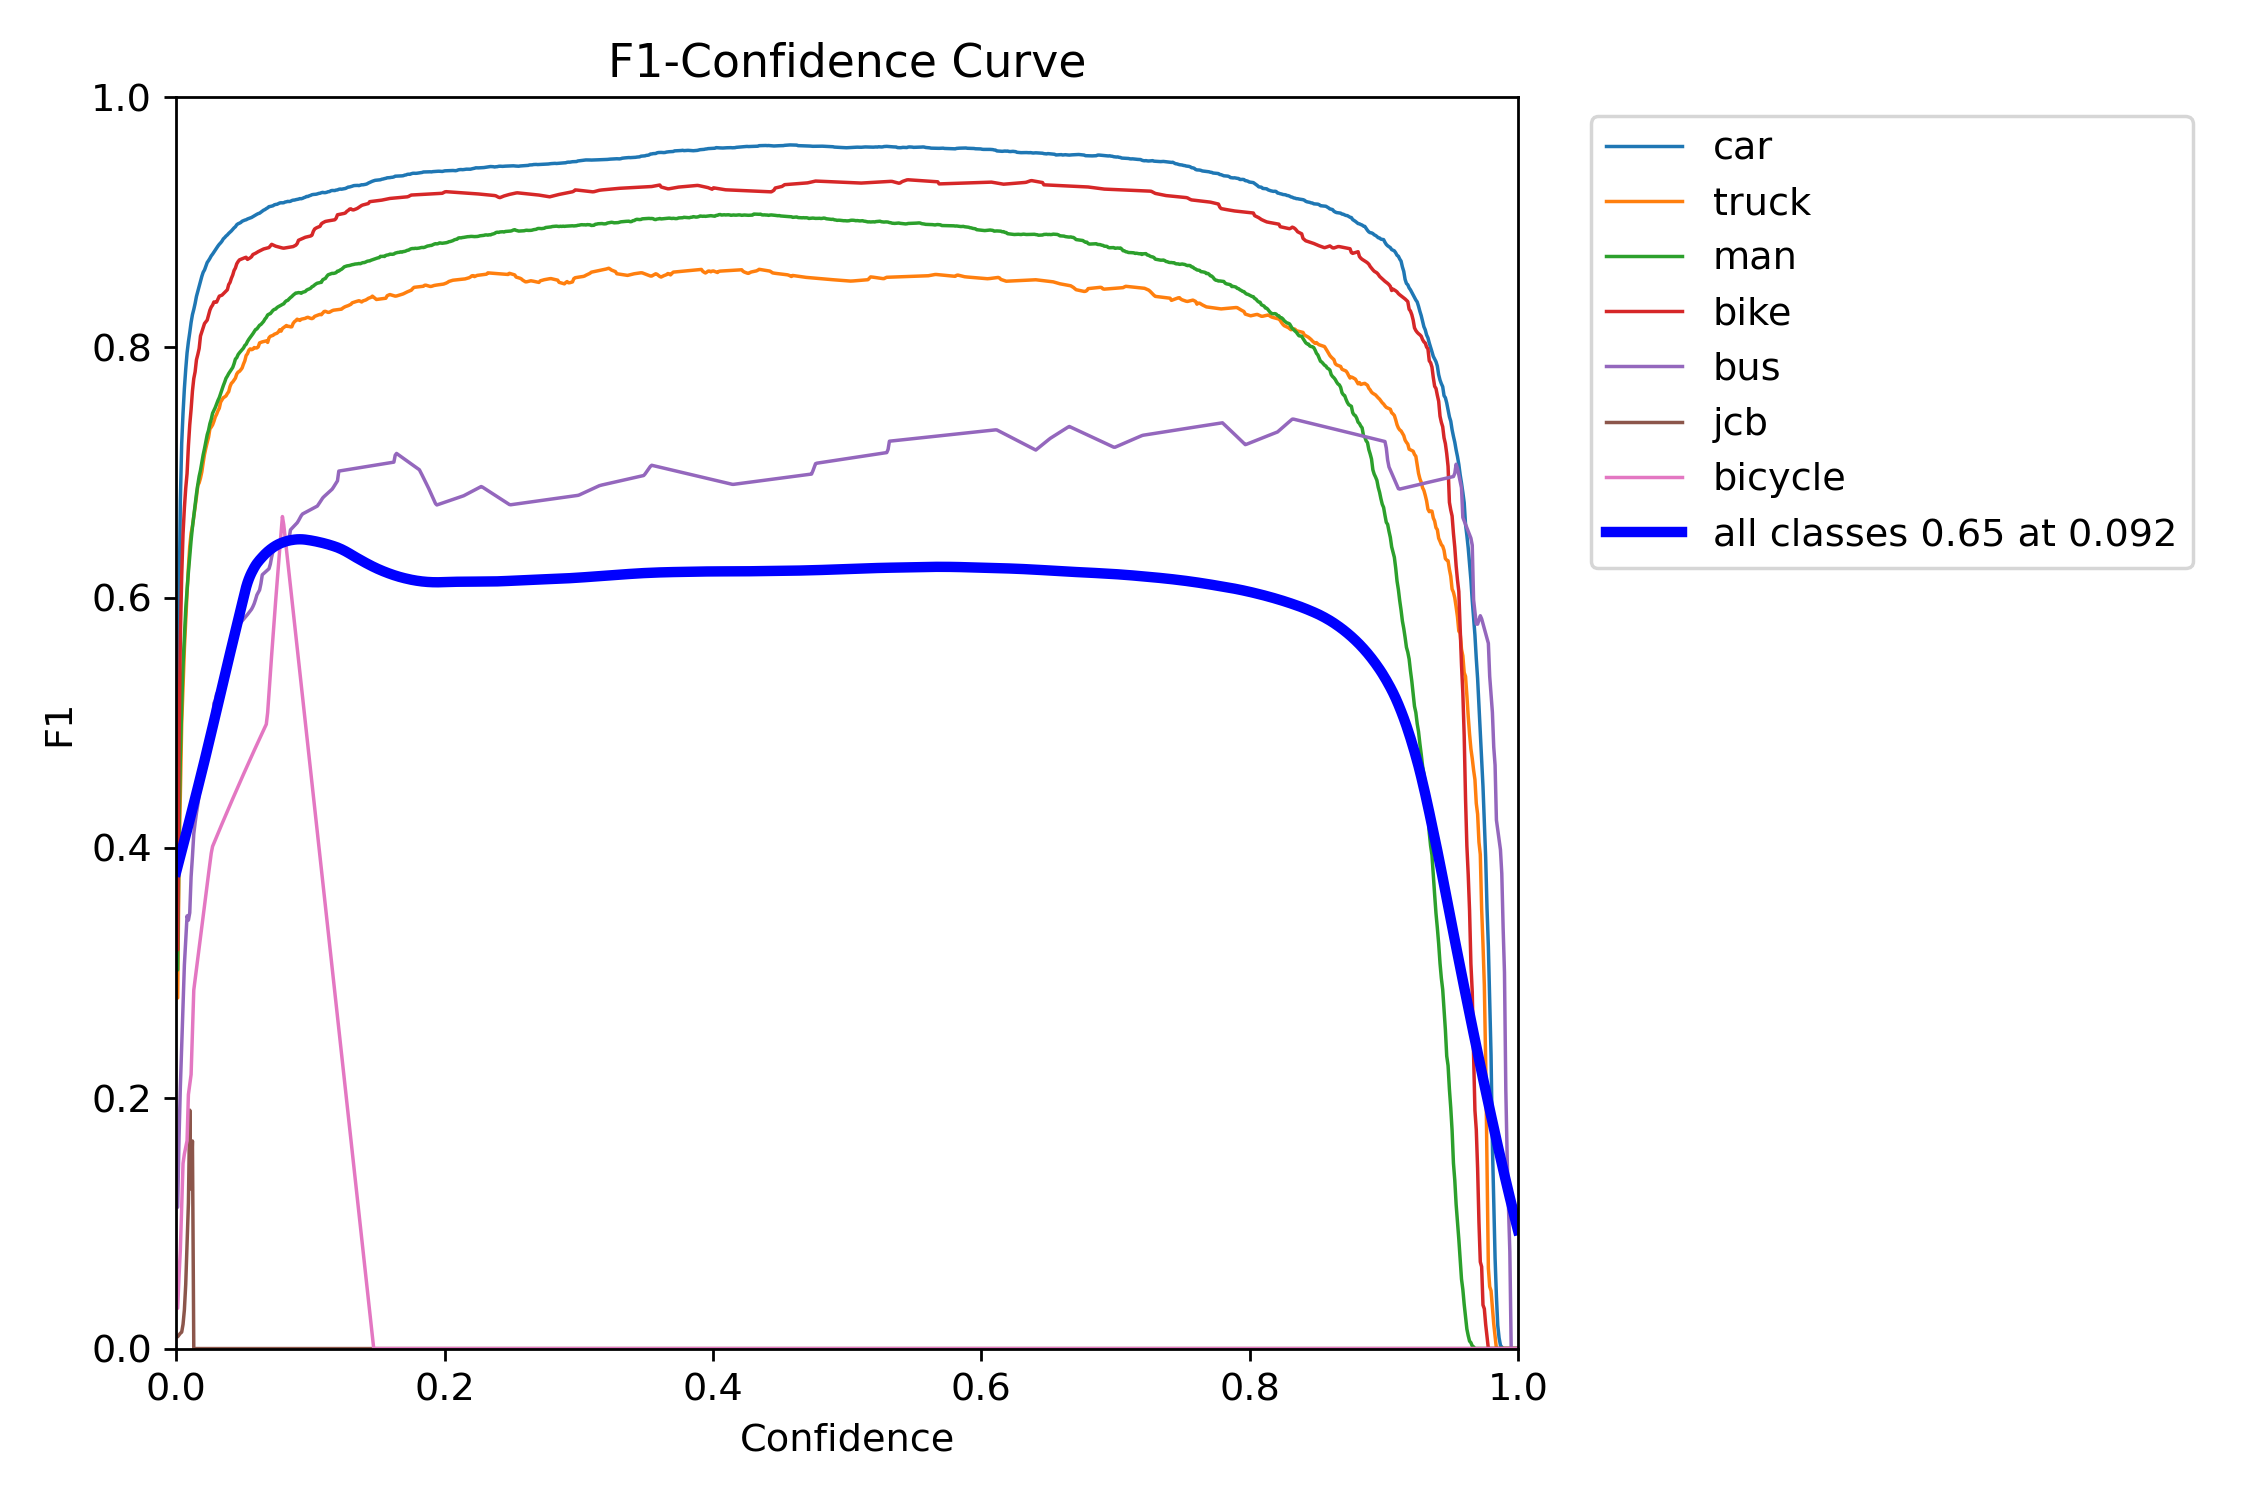 F1-Confidence Curve
1.0
0.8
0.6
0.4
0.2
0.0
F1
0.0 0.2 0.4 0.6 0.8 1.0
Confidence
car
truck
man
bike
bus
jcb
bicycle
all classes 0.65 at 0.092